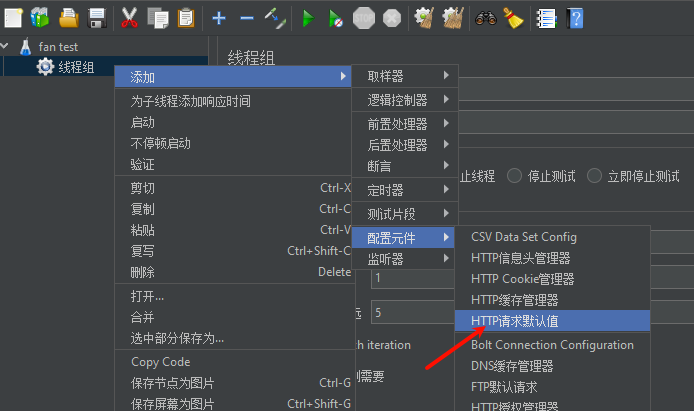 fan test
线程组
线程组
添加
为子线程添加响应时间
启动
不停顿启动
验证
剪切 Ctrl-X
复制 Ctrl-C
粘贴 Ctrl-V
复写 Ctrl+Shift-C
删除 Delete
打开...
合并
选中部分保存为...
Copy Code
保存节点为图片 Ctrl-G
保存屏幕为图片 Ctrl+Shift-G
取样器
逻辑控制器
前置处理器
后置处理器
断言
定时器
测试片段
配置元件
监听器
止线程
停止测试
立即停止测试
1
5
iteration
需要
CSV Data Set Config
HTTP信息头管理器
HTTP Cookie管理器
HTTP缓存管理器
HTTP请求默认值
Bolt Connection Configuration
DNS缓存管理器
FTP默认请求
HTTP授权管理器